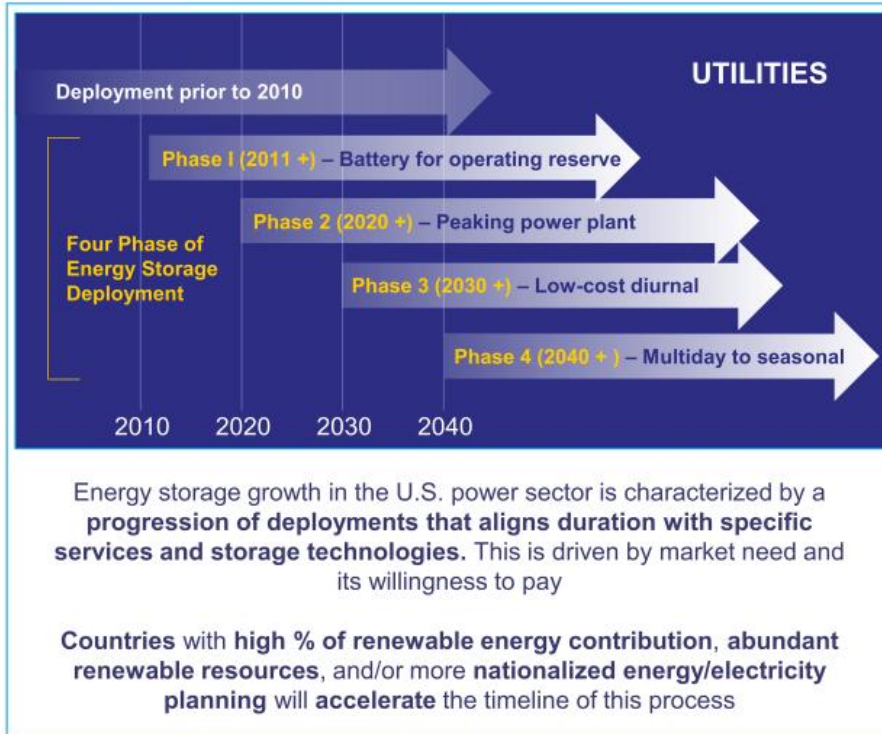 UTILITIES
Deployment prior to 2010
Phase I (2011 +) – Battery for operating reserve
Phase 2 (2020 +) – Peaking power plant
Four Phase of
Energy Storage
Deployment
Phase 3 (2030 +) – Low-cost diurnal
Phase 4 (2040 + ) – Multiday to seasonal
2010 2020 2030 2040
Energy storage growth in the U.S. power sector is characterized by a
progression of deployments that aligns duration with specific
services and storage technologies. This is driven by market need and
its willingness to pay
Countries with high % of renewable energy contribution, abundant
renewable resources, and/or more nationalized energy/electricity
planning will accelerate the timeline of this process